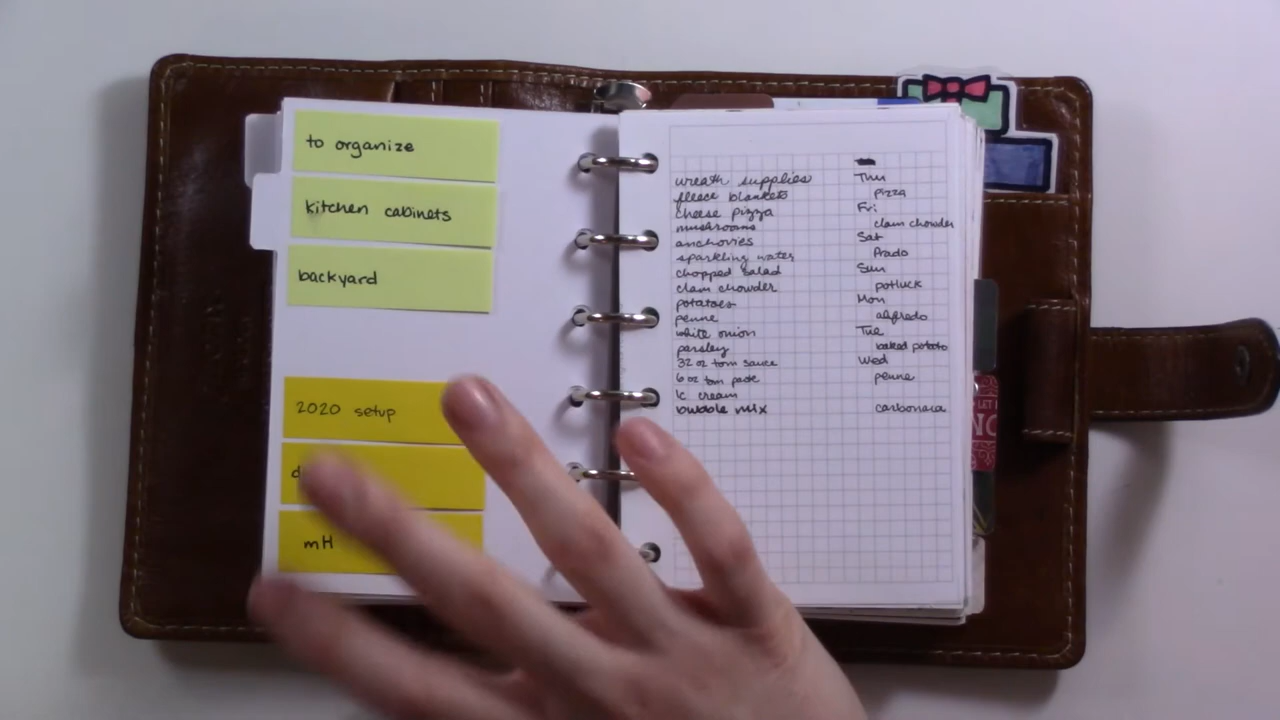 to organize
kitchen cabinets
backyard
2020 setup
mH
wreath supplies
fleece blankets
cheese pizza
mushrooms
anchovies
sparkling water
chopped salad
clam chowder
potatoes
penne
white onion
parsley
32 oz tom sauce
6 oz tom paste
ic cream
bubble mix
Thu
pizza
Fri
clam chowder
Sat
Prado
Sun
potluck
Mon
alfredo
Tue
baked potato
Wed
penne
carbonara